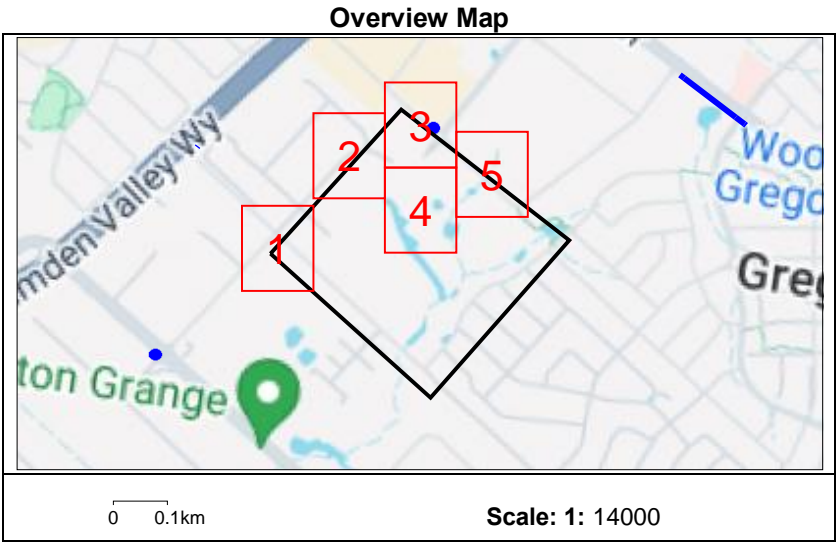 Overview Map
mden Valley Wy
Woo
Grego
Greg
ton Grange
1
2
3
4
5
0 0.1km
Scale: 1: 14000